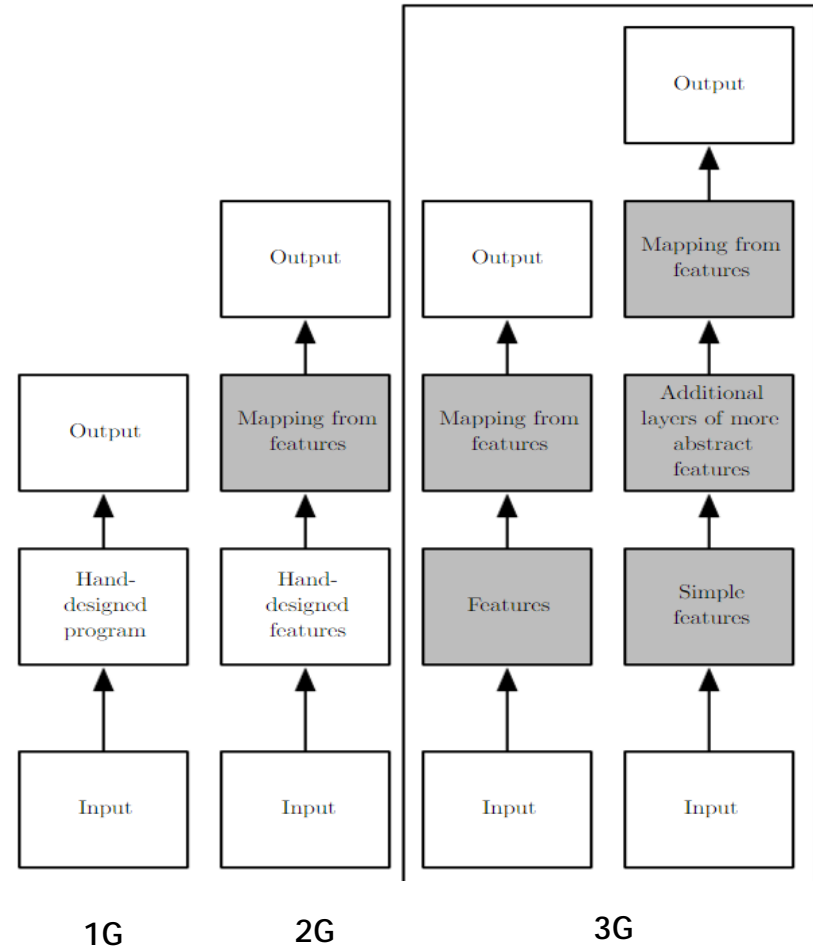 Output
Output
Output
Mapping from
features
Output
Mapping from
features
Mapping from
features
Additional
layers of more
abstract
features
Hand-
designed
program
Hand-
designed
features
Features
Simple
features
Input
Input
Input
Input
1G
2G
3G